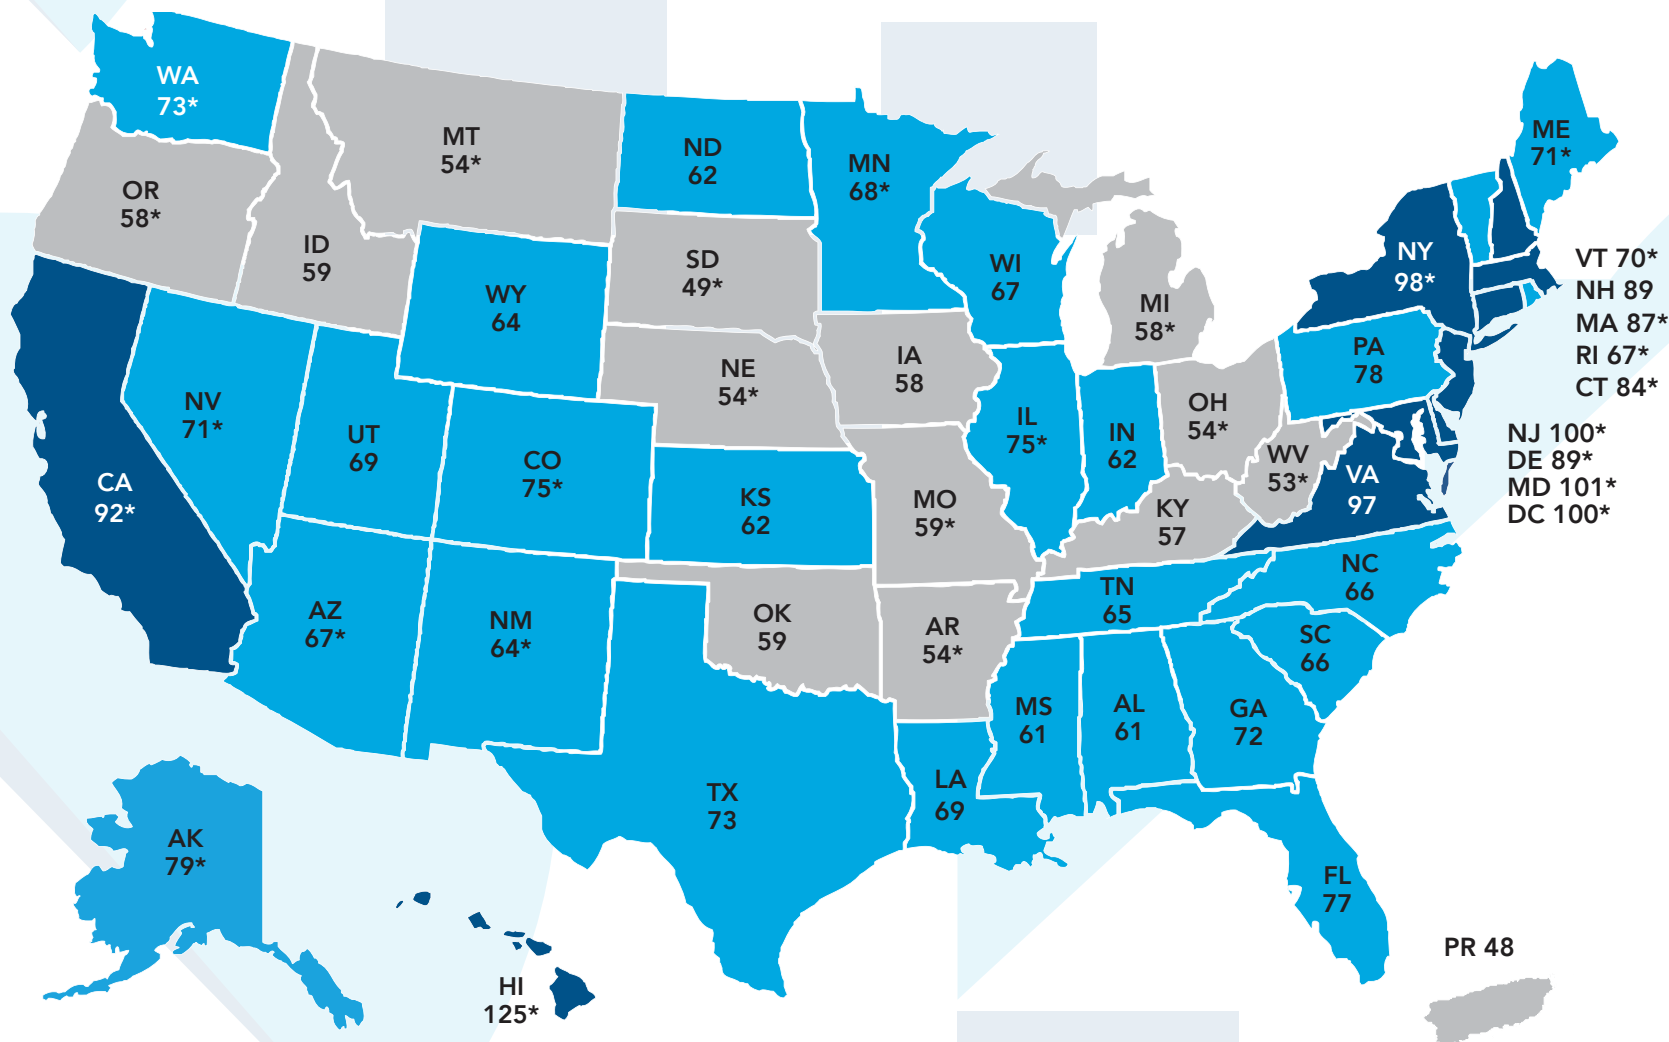 WA
73*
OR
58*
CA
92*
ID
59
NV
71*
MT
54*
WY
64
UT
69
CO
75*
AZ
67*
NM
64*
ND
62
SD
49*
NE
54*
KS
62
OK
59
TX
73
MN
68*
IA
58
MO
59*
AR
54*
LA
69
WI
67
IL
75*
IN
62
MI
58*
OH
54*
KY
57
TN
65
MS
61
AL
61
GA
72
FL
77
SC
66
NC
66
WV
53*
VA
97
PA
78
NY
98*
ME
71*
VT 70*
NH 89
MA 87*
RI 67*
CT 84*
NJ 100*
DE 89*
MD 101*
DC 100*
AK
79*
HI
125*
PR 48